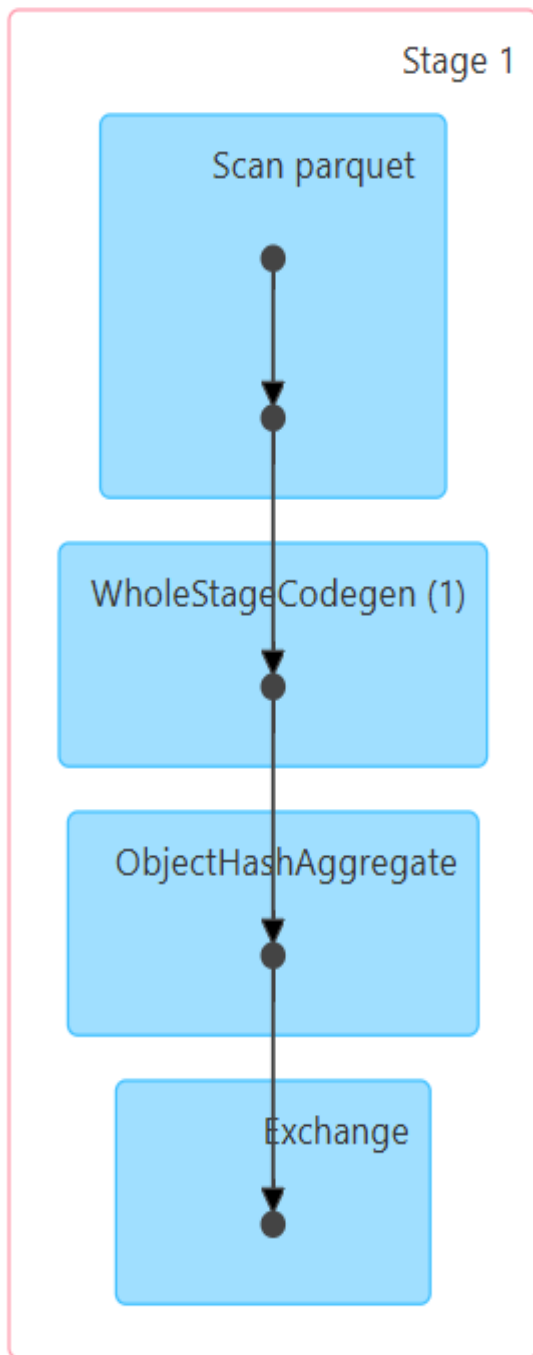 Stage 1
Scan parquet
WholeStageCodegen (1)
ObjectHashAggregate
Exchange